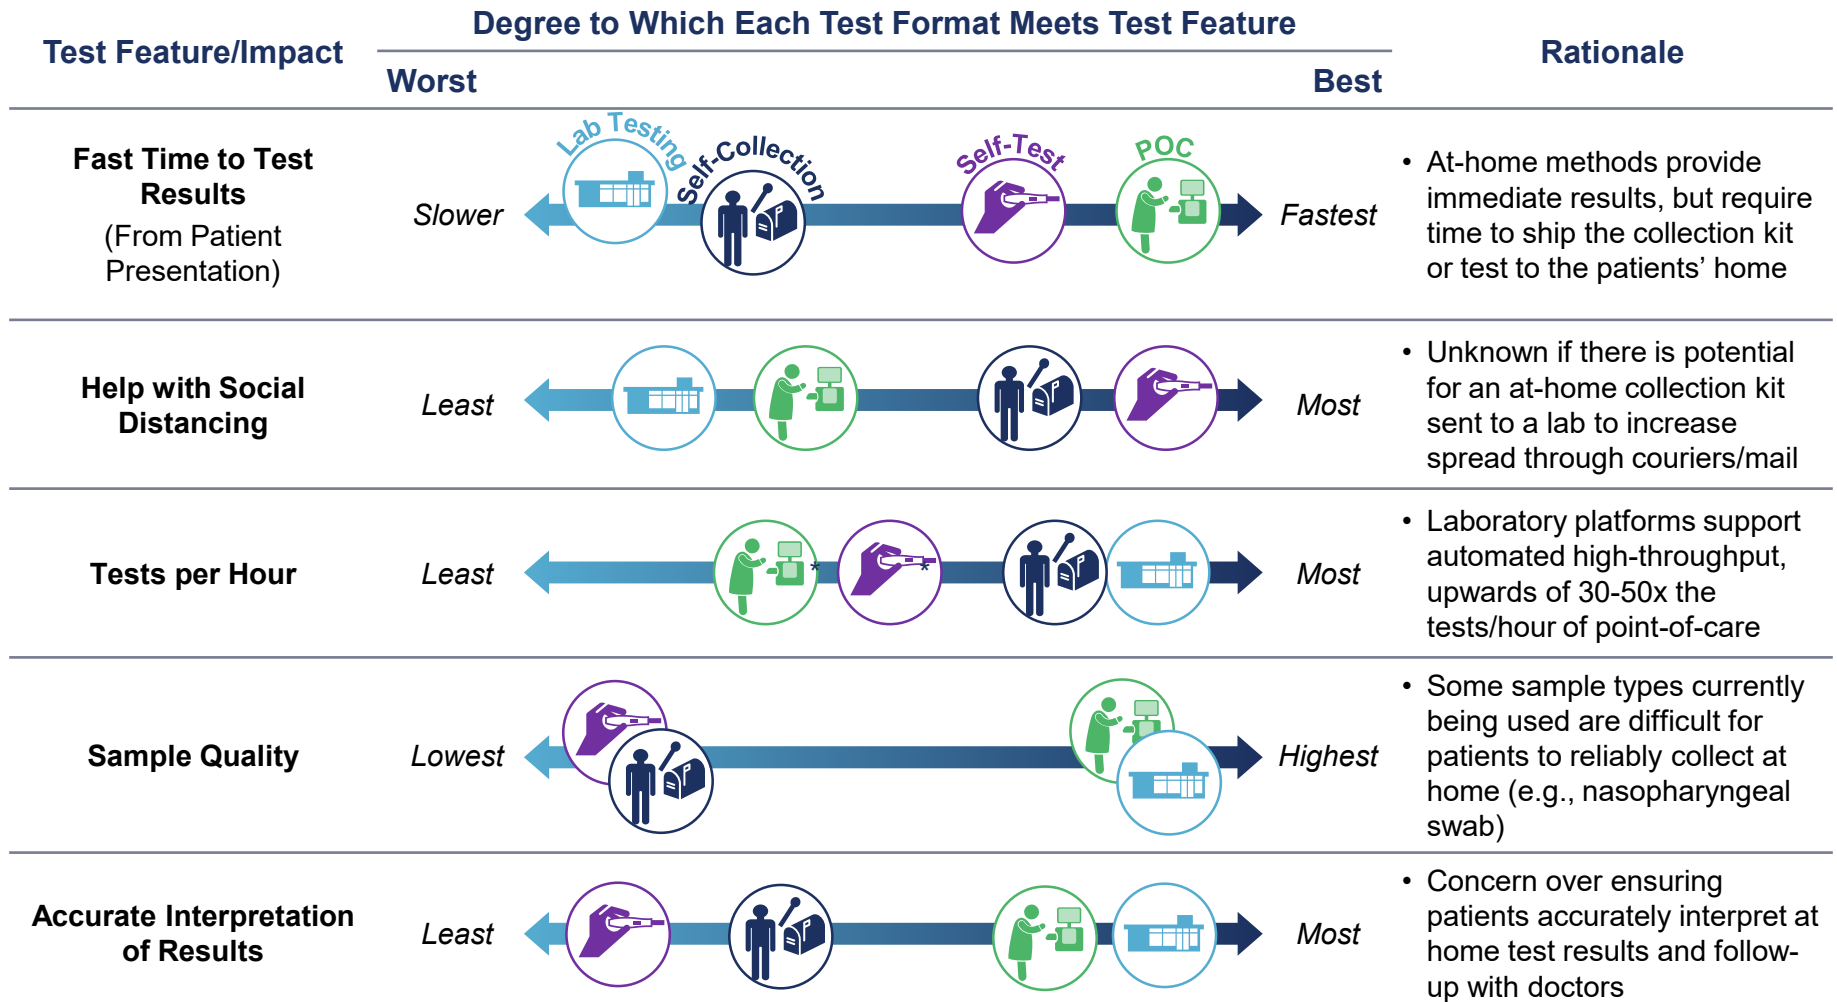 Degree to Which Each Test Format Meets Test Feature
Test Feature/Impact
Rationale
Worst
Best
Fast Time to Test
Results
(From Patient
Presentation)
Slower
Lab Testing
Self-Collection
Self-Test
POC
Fastest
• At-home methods provide
immediate results, but require
time to ship the collection kit
or test to the patients’ home
Help with Social
Distancing
Least
Most
• Unknown if there is potential
for an at-home collection kit
sent to a lab to increase
spread through couriers/mail
Tests per Hour
Least
*
*
Most
• Laboratory platforms support
automated high-throughput,
upwards of 30-50x the
tests/hour of point-of-care
Sample Quality
Lowest
Highest
• Some sample types currently
being used are difficult for
patients to reliably collect at
home (e.g., nasopharyngeal
swab)
Accurate Interpretation
of Results
Least
Most
• Concern over ensuring
patients accurately interpret at
home test results and follow-
up with doctors